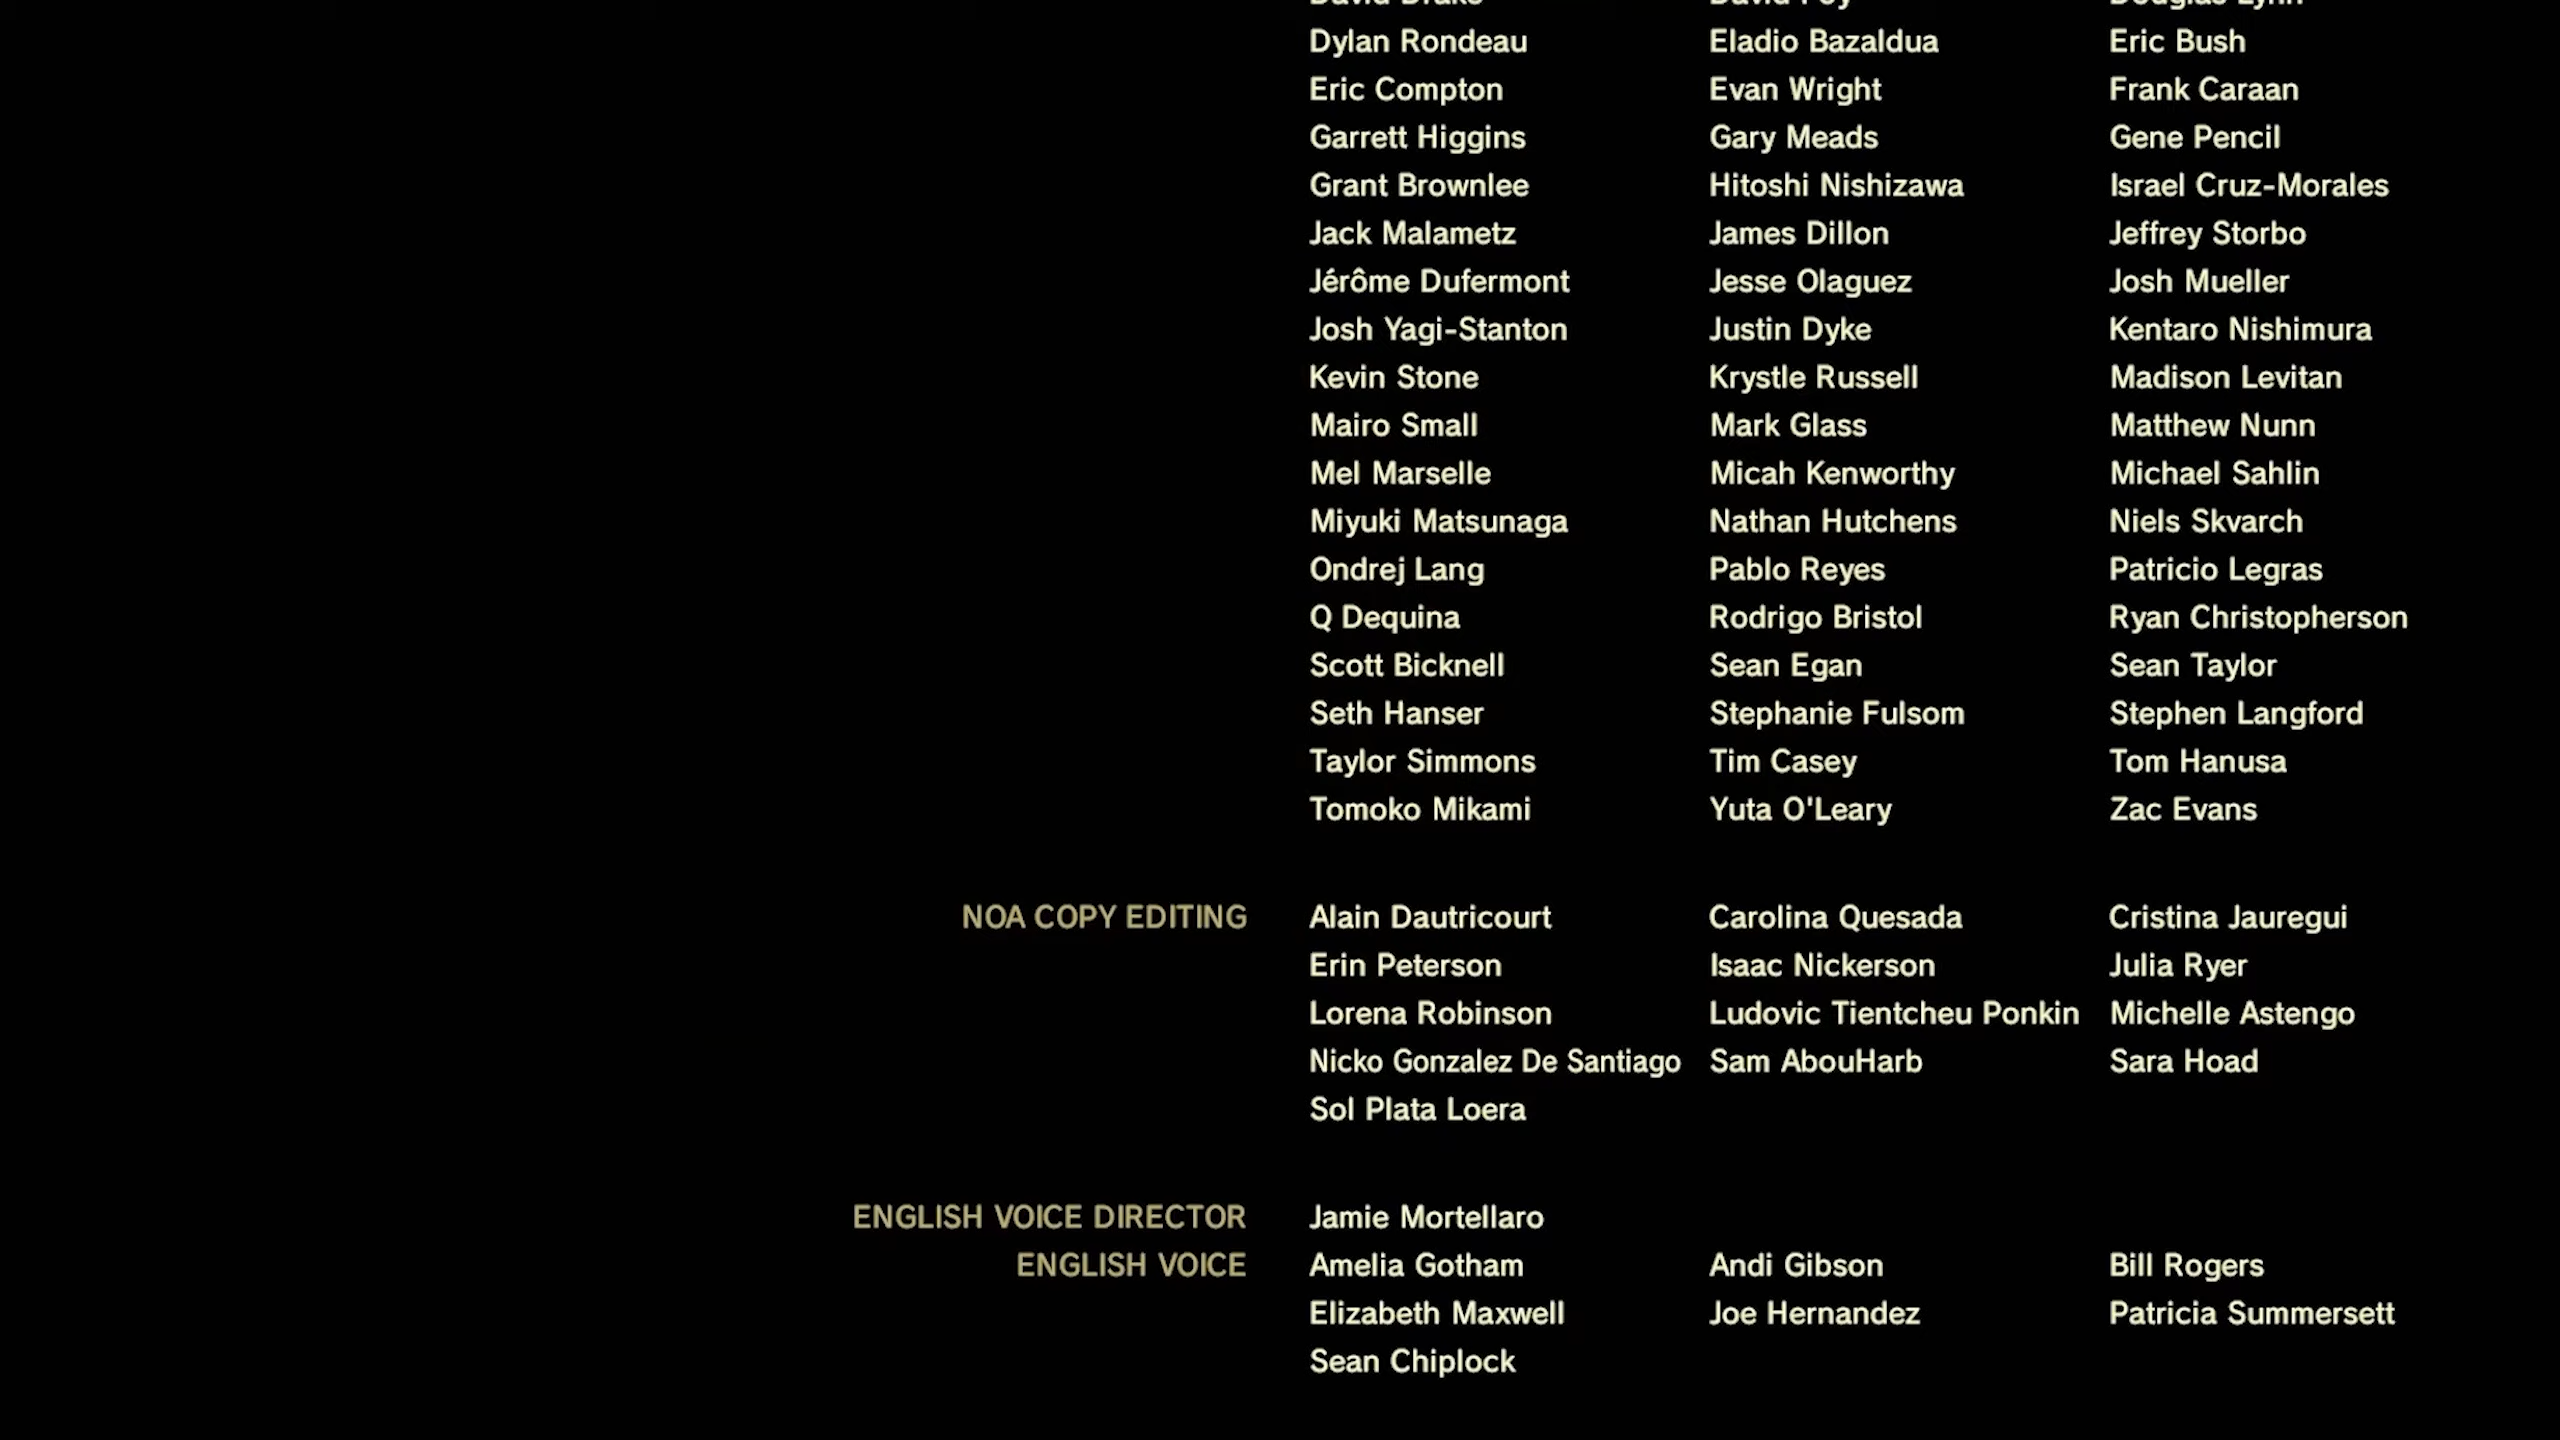 Dylan Rondeau Eladio Bazaldua Eric Bush
Eric Compton Evan Wright Frank Caraan
Garrett Higgins Gary Meads Gene Pencil
Grant Brownlee Hitoshi Nishizawa Israel Cruz-Morales
Jack Malametz James Dillon Jeffrey Storbo
Jérôme Dufermont Jesse Olaguez Josh Mueller
Josh Yagi-Stanton Justin Dyke Kentaro Nishimura
Kevin Stone Krystle Russell Madison Levitan
Mairo Small Mark Glass Matthew Nunn
Mel Marselle Micah Kenworthy Michael Sahlin
Miyuki Matsunaga Nathan Hutchens Niels Skvarch
Ondrej Lang Pablo Reyes Patricio Legras
Q Dequina Rodrigo Bristol Ryan Christopherson
Scott Bicknell Sean Egan Sean Taylor
Seth Hanser Stephanie Fulsom Stephen Langford
Taylor Simmons Tim Casey Tom Hanusa
Tomoko Mikami Yuta O'Leary Zac Evans
NOA COPY EDITING Alain Dautricourt Carolina Quesada Cristina Jauregui
Erin Peterson Isaac Nickerson Julia Ryer
Lorena Robinson Ludovic Tientcheu Ponkin Michelle Astengo
Nicko Gonzalez De Santiago Sam AbouHarb Sara Hoad
Sol Plata Loera
ENGLISH VOICE DIRECTOR Jamie Mortellaro
ENGLISH VOICE Amelia Gotham Andi Gibson Bill Rogers
Elizabeth Maxwell Joe Hernandez Patricia Summersett
Sean Chiplock